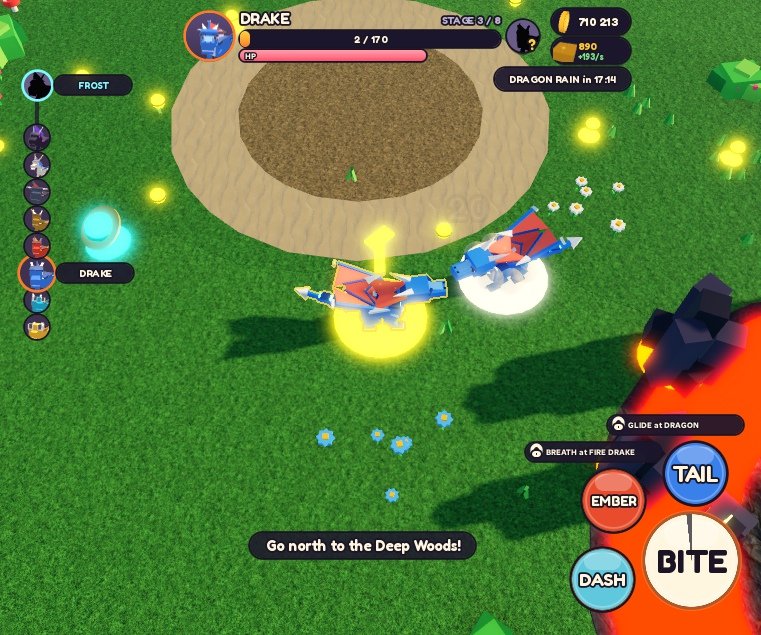 DRAKE
STAGE 3 / 8
710 213
2 / 170
890
+193/s
HP
?
DRAGON RAIN in 17:14
FROST
DRAKE
GLIDE at DRAGON
BREATH at FIRE DRAKE
TAIL
EMBER
BITE
Go north to the Deep Woods!
DASH